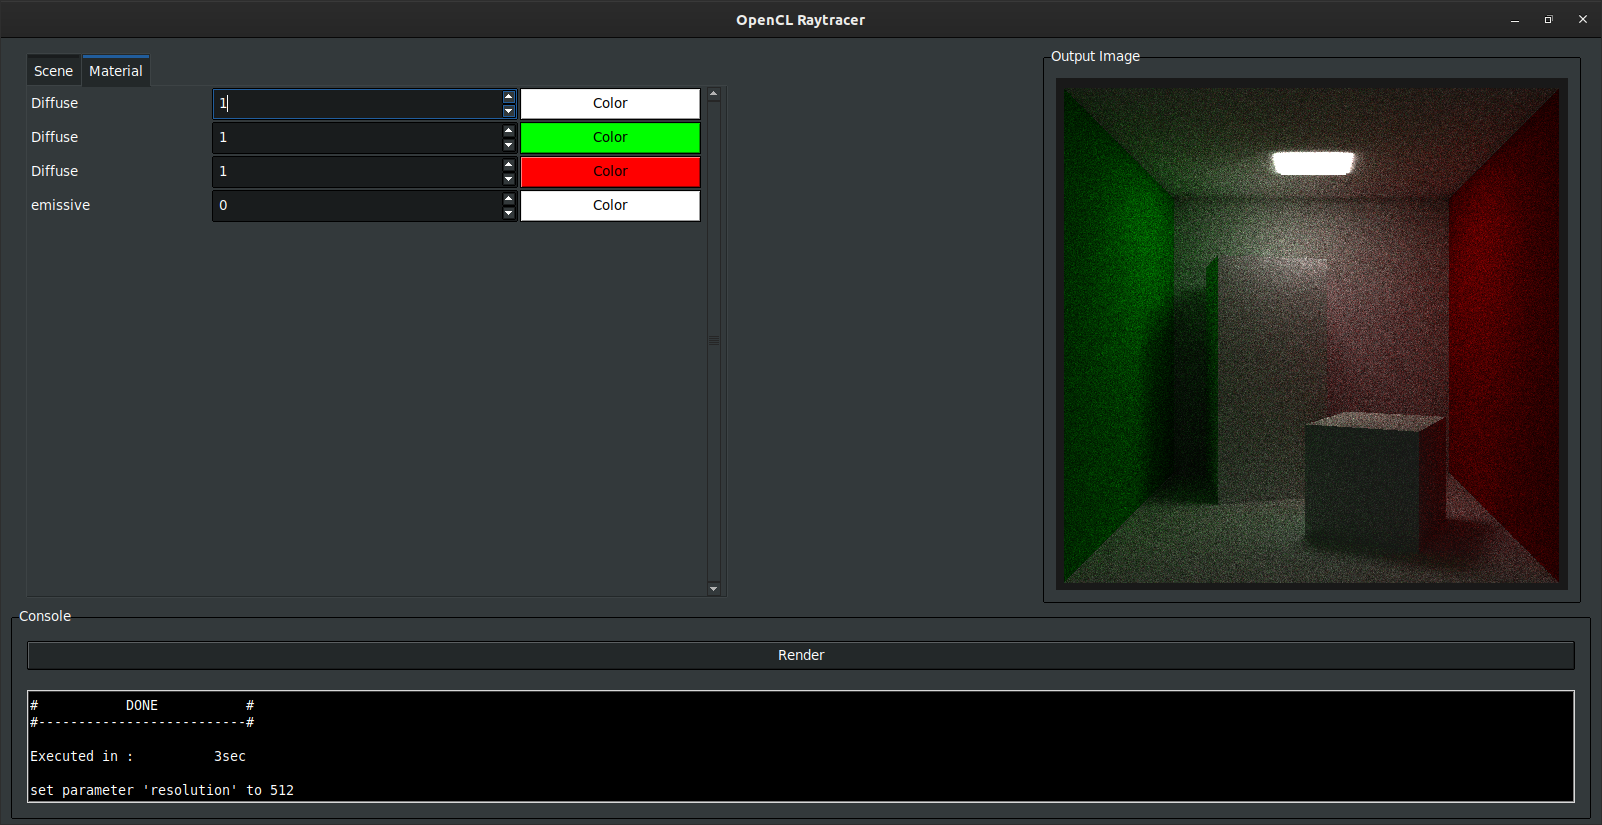 OpenCL Raytracer
Scene Material
Output Image
Diffuse 1 Color
Diffuse 1 Color
Diffuse 1 Color
emissive 0 Color
Console
Render
# DONE #
#--------------------------#
Executed in : 3sec
set parameter 'resolution' to 512